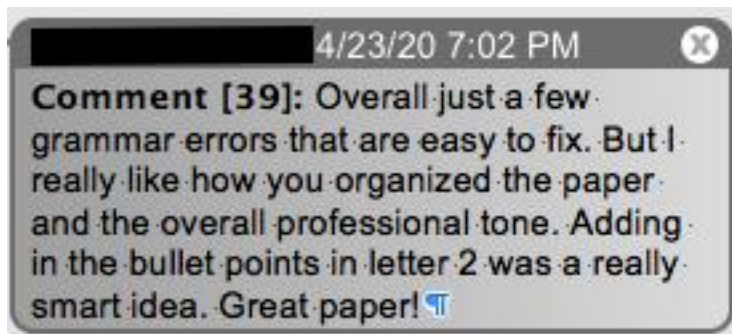 4/23/20 7:02 PM
Comment [39]: Overall just a few
grammar errors that are easy to fix. But I
really like how you organized the paper
and the overall professional tone. Adding
in the bullet points in letter 2 was a really
smart idea. Great paper!¶